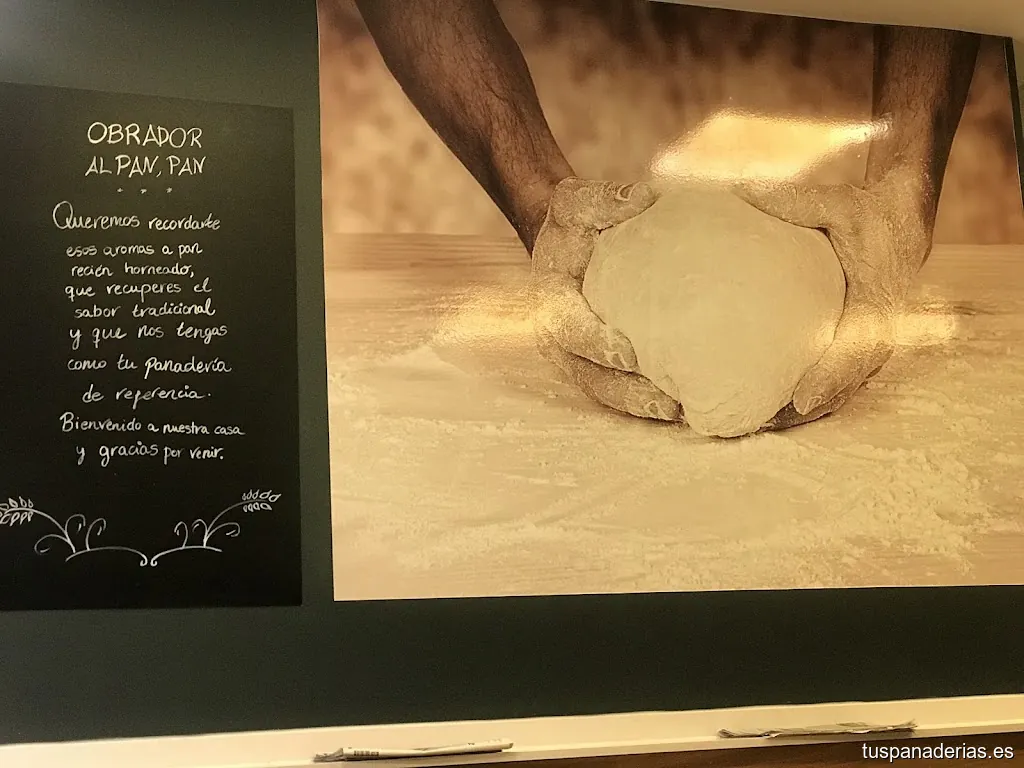 OBRADOR
AL PAN, PAN
* * *
Queremos recordarte
esos aromas a pan
recién horneado,
que recuperes el
sabor tradicional
y que nos tengas
como tu panadería
de referencia.
Bienvenido a nuestra casa
y gracias por venir.
tuspanaderias.es